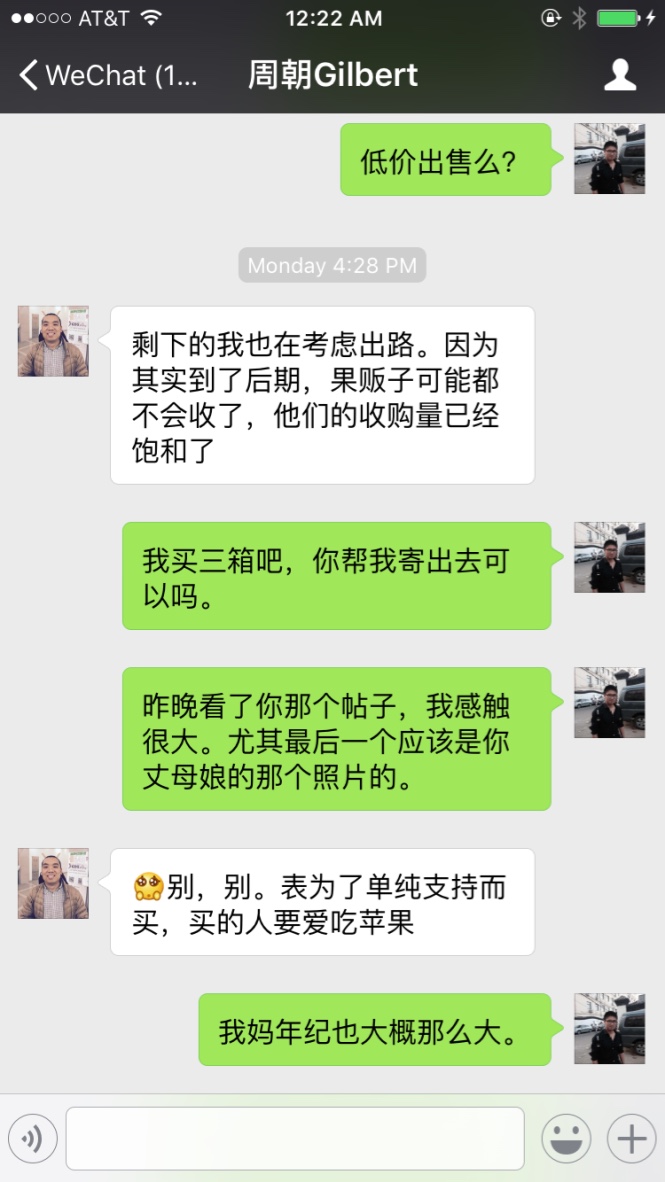 AT&T 12:22 AM
WeChat (1... 周朝Gilbert
低价出售么?
Monday 4:28 PM
剩下的我也在考虑出路。因为
其实到了后期，果贩子可能都
不会收了，他们的收购量已经
饱和了
我买三箱吧，你帮我寄出去可
以吗。
昨晚看了你那个帖子，我感触
很大。尤其最后一个应该是你
丈母娘的那个照片的。
🥺别，别。表为了单纯支持而
买，买的人要爱吃苹果
我妈年纪也大概那么大。